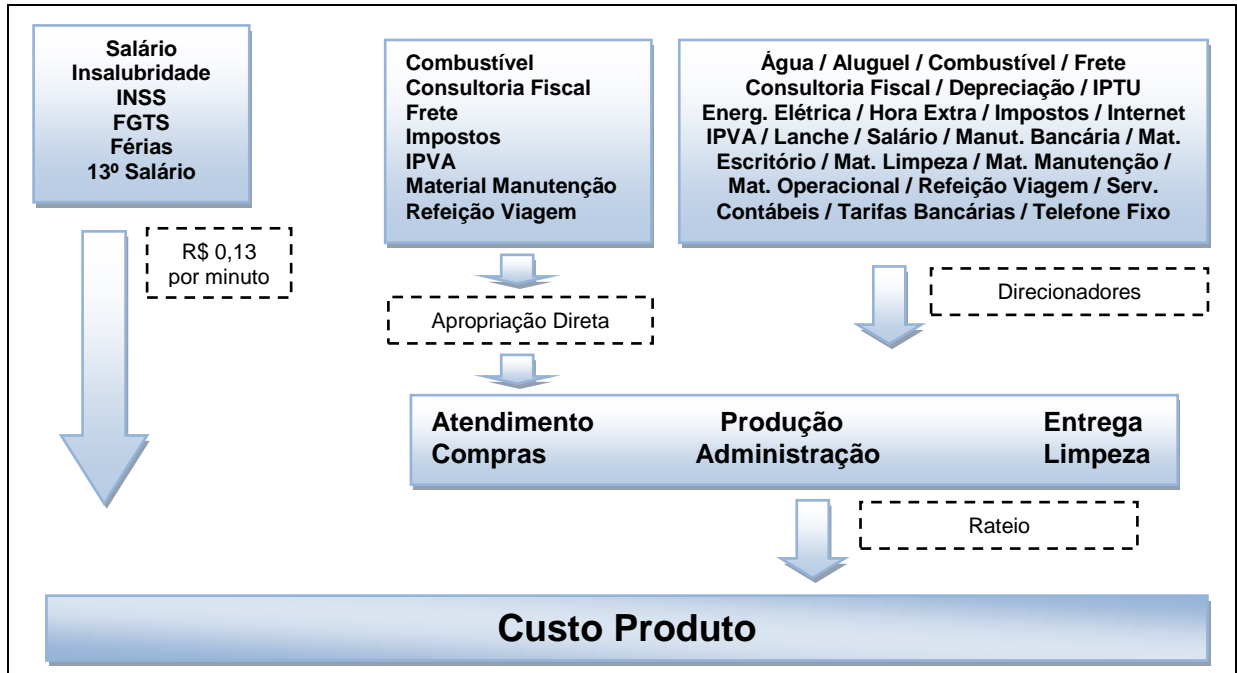 Salário
Insalubridade
INSS
FGTS
Férias
13º Salário
R$ 0,13
por minuto
Combustível
Consultoria Fiscal
Frete
Impostos
IPVA
Material Manutenção
Refeição Viagem
Apropriação Direta
Água / Aluguel / Combustível / Frete
Consultoria Fiscal / Depreciação / IPTU
Energ. Elétrica / Hora Extra / Impostos / Internet
IPVA / Lanche / Salário / Manut. Bancária / Mat.
Escritório / Mat. Limpeza / Mat. Manutenção /
Mat. Operacional / Refeição Viagem / Serv.
Contábeis / Tarifas Bancárias / Telefone Fixo
Direcionadores
Atendimento Produção Entrega
Compras Administração Limpeza
Rateio
Custo Produto